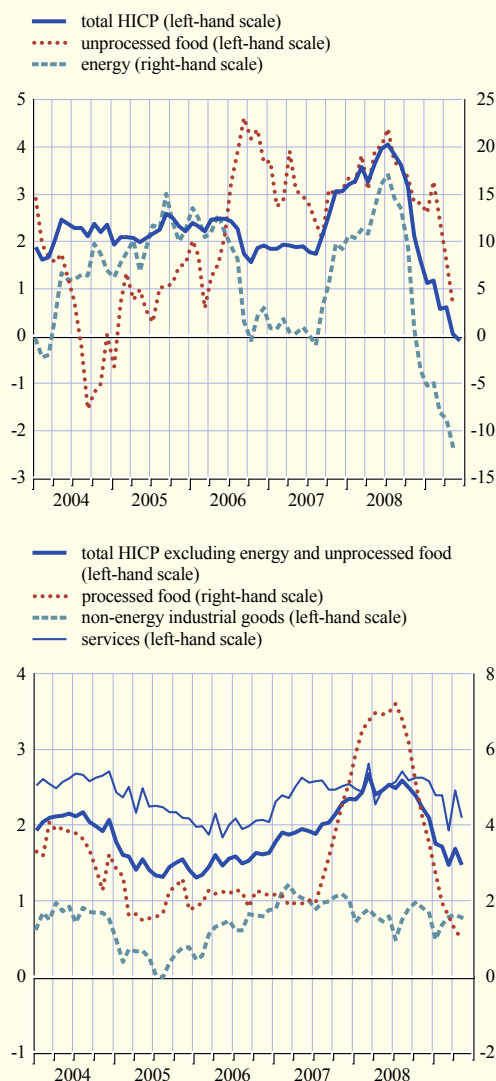 total HICP (left-hand scale)
unprocessed food (left-hand scale)
energy (right-hand scale)
5 25
4 20
3 15
2 10
1 5
0 0
-1 -5
-2 -10
-3 -15
2004 2005 2006 2007 2008
total HICP excluding energy and unprocessed food
(left-hand scale)
processed food (right-hand scale)
non-energy industrial goods (left-hand scale)
services (left-hand scale)
4 8
3 6
2 4
1 2
0 0
-1 -2
2004 2005 2006 2007 2008